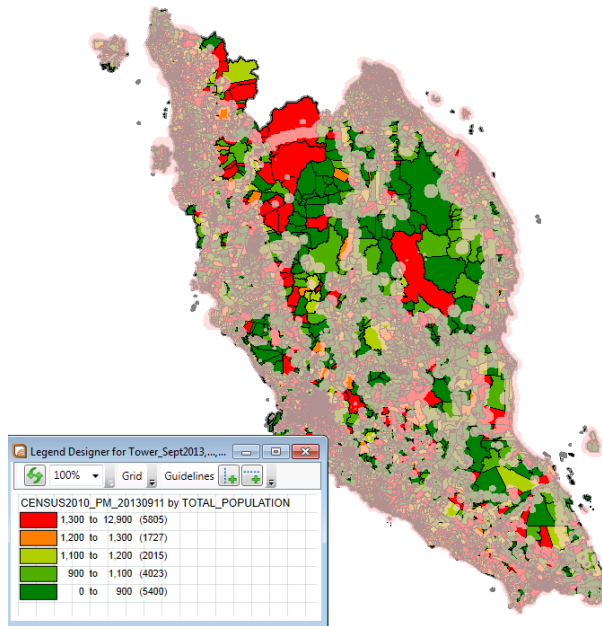 Legend Designer for Tower_Sept2013,...,...
100% Grid Guidelines
CENSUS2010_PM_20130911 by TOTAL_POPULATION
1,300 to 12,900 (5805)
1,200 to 1,300 (1727)
1,100 to 1,200 (2015)
900 to 1,100 (4023)
0 to 900 (5400)